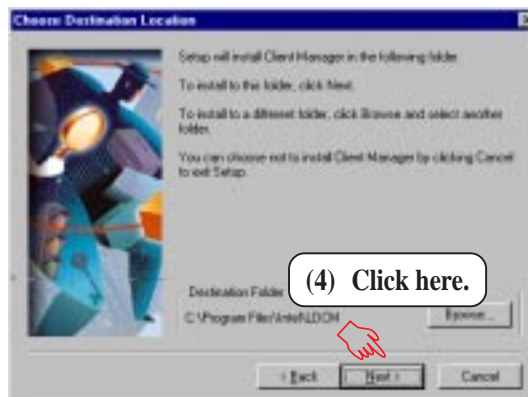 Choose Destination Location
Setup will install Client Manager in the following folder.
To install to this folder, click Next.
To install to a different folder, click Browse and select another
folder.
You can choose not to install Client Manager by clicking Cancel
to exit Setup.
(4) Click here.
Destination Folder
C:\Program Files\Intel\LDCM
Browse...
< Back
Next >
Cancel